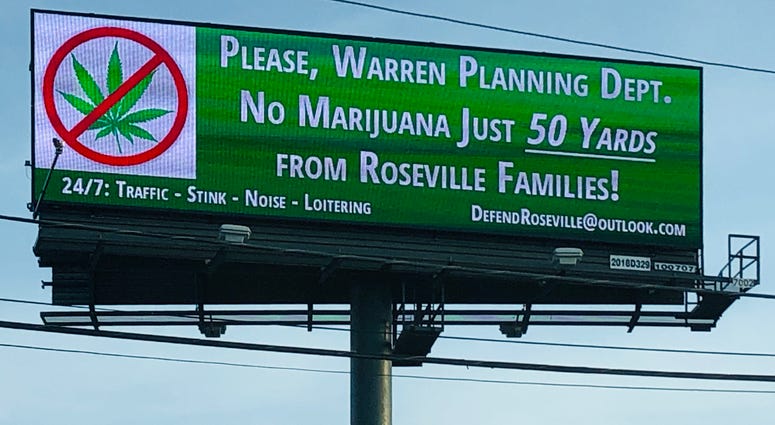 Please, Warren Planning Dept.
No Marijuana Just 50 Yards
from Roseville Families!
24/7: Traffic - Stink - Noise - Loitering
DefendRoseville@outlook.com
2018D329 100707
7002